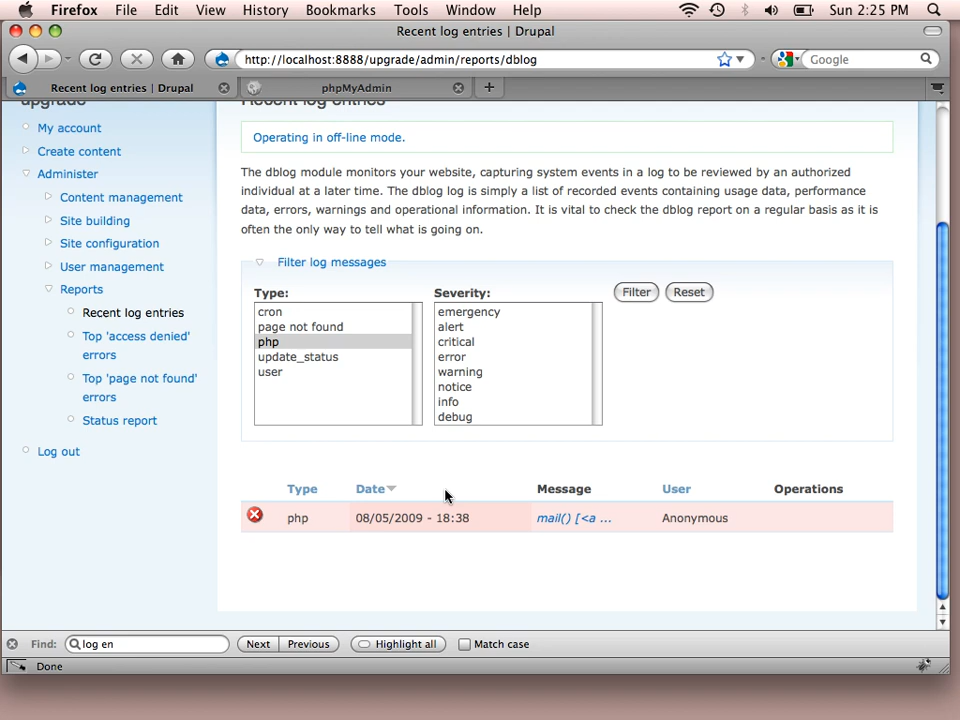 Firefox File Edit View History Bookmarks Tools Window Help Sun 2:25 PM
Recent log entries | Drupal
http://localhost:8888/upgrade/admin/reports/dblog
Google
Recent log entries | Drupal
phpMyAdmin
upgrade
My account
Create content
Administer
Content management
Site building
Site configuration
User management
Reports
Recent log entries
Top 'access denied'
errors
Top 'page not found'
errors
Status report
Log out
Recent log entries
Operating in off-line mode.
The dblog module monitors your website, capturing system events in a log to be reviewed by an authorized
individual at a later time. The dblog log is simply a list of recorded events containing usage data, performance
data, errors, warnings and operational information. It is vital to check the dblog report on a regular basis as it is
often the only way to tell what is going on.
Filter log messages
Type:
cron
page not found
php
update_status
user
Severity:
emergency
alert
critical
error
warning
notice
info
debug
Filter Reset
Type Date Message User Operations
php 08/05/2009 - 18:38 mail() [<a ... Anonymous
Find: log en Next Previous Highlight all Match case
Done